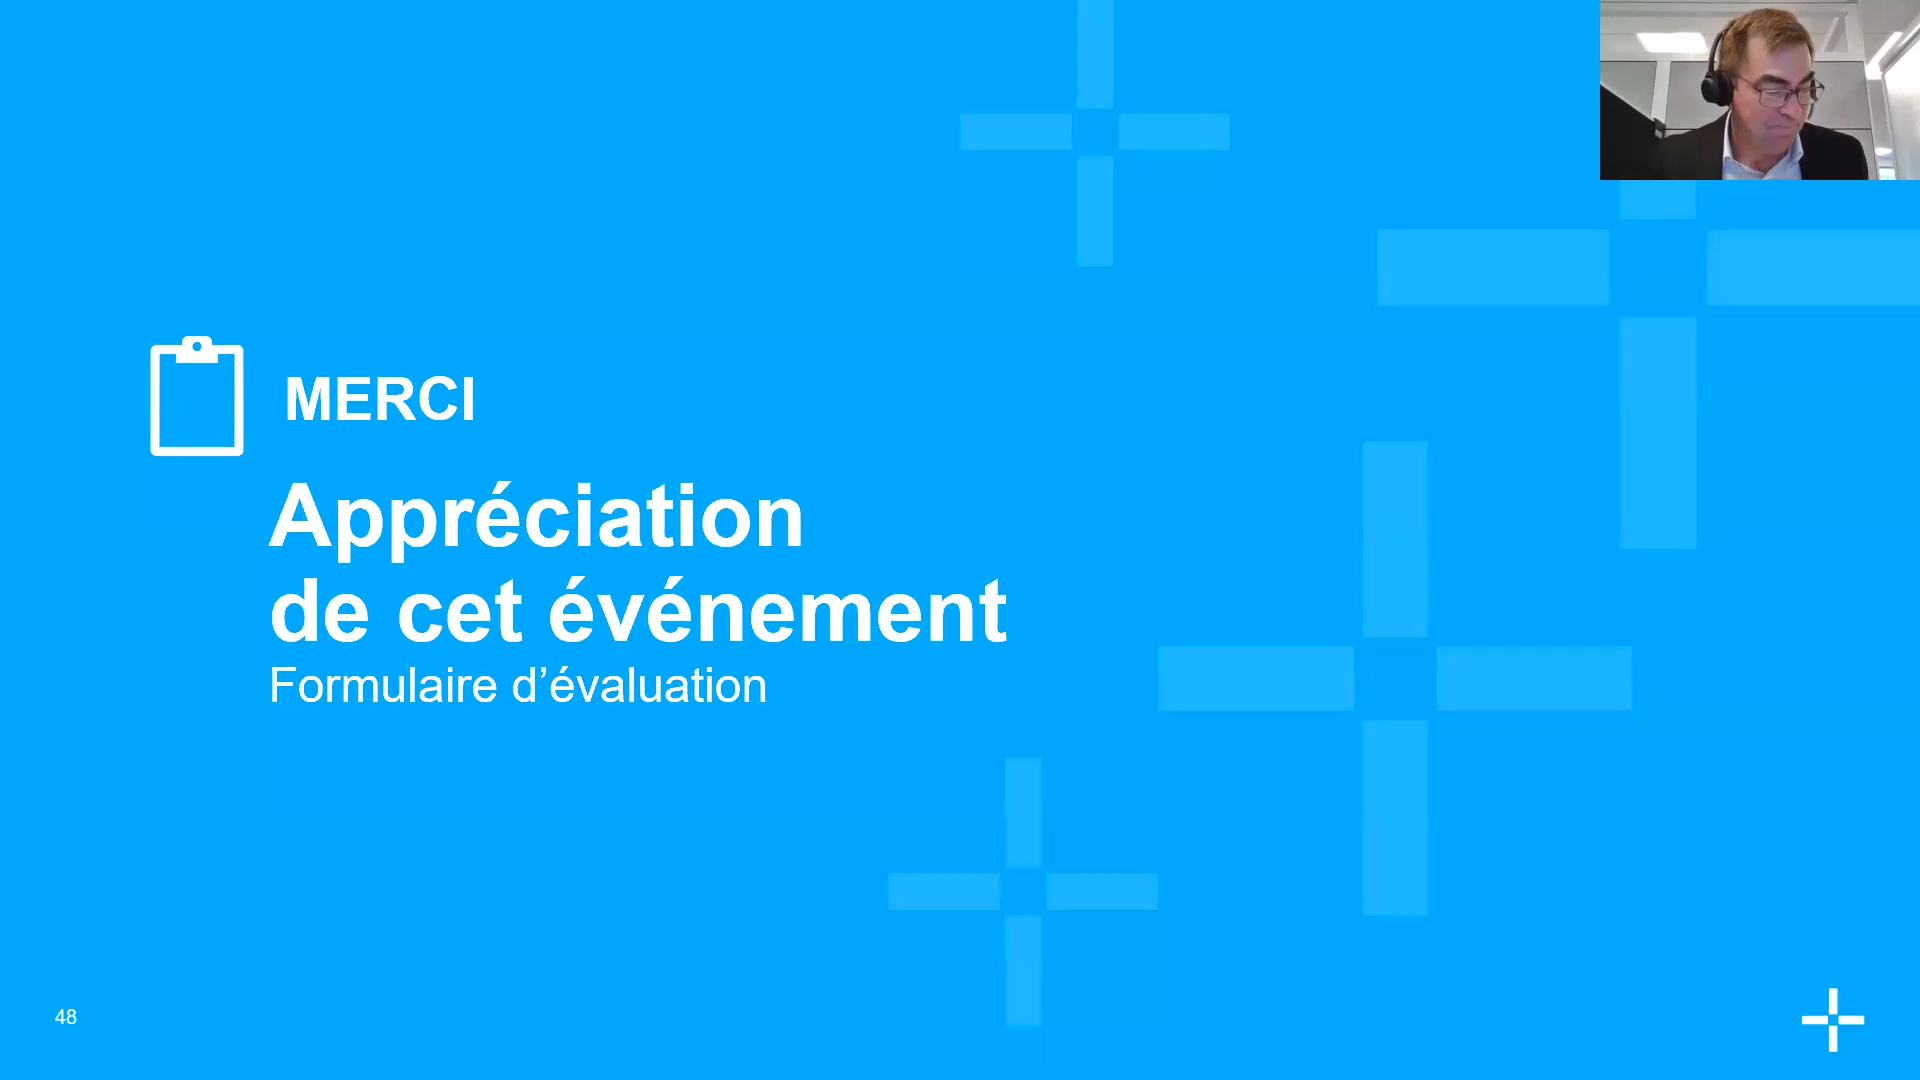 MERCI
Appréciation
de cet événement
Formulaire d’évaluation
48